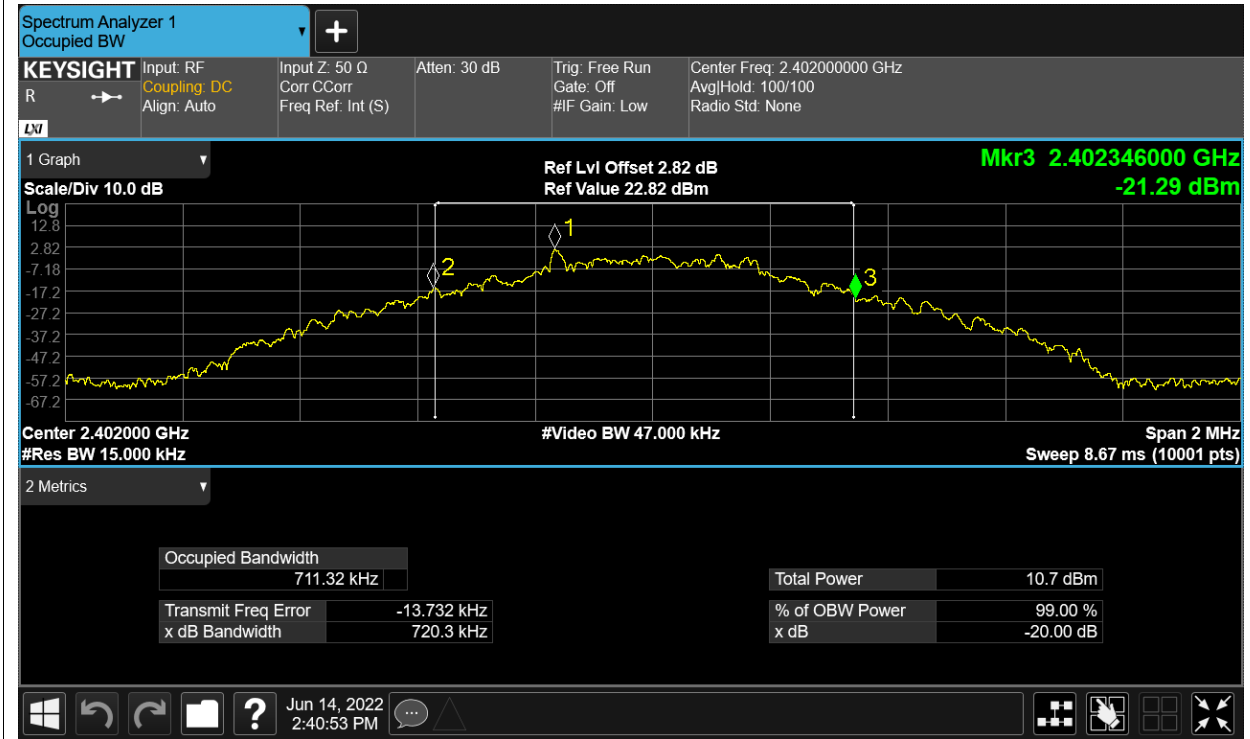 Spectrum Analyzer 1
Occupied BW
KEYSIGHT
R
LXI
Input: RF
Coupling: DC
Align: Auto
Input Z: 50 Ω
Corr CCorr
Freq Ref: Int (S)
Atten: 30 dB
Trig: Free Run
Gate: Off
#IF Gain: Low
Center Freq: 2.402000000 GHz
Avg|Hold: 100/100
Radio Std: None
1 Graph
Scale/Div 10.0 dB
Ref Lvl Offset 2.82 dB
Ref Value 22.82 dBm
Mkr3 2.402346000 GHz
-21.29 dBm
Log
12.8
2.82
-7.18
-17.2
-27.2
-37.2
-47.2
-57.2
-67.2
1
2
3
Center 2.402000 GHz
#Res BW 15.000 kHz
#Video BW 47.000 kHz
Span 2 MHz
Sweep 8.67 ms (10001 pts)
2 Metrics
Occupied Bandwidth
711.32 kHz
Transmit Freq Error -13.732 kHz
x dB Bandwidth 720.3 kHz
Total Power 10.7 dBm
% of OBW Power 99.00 %
x dB -20.00 dB
?
Jun 14, 2022
2:40:53 PM